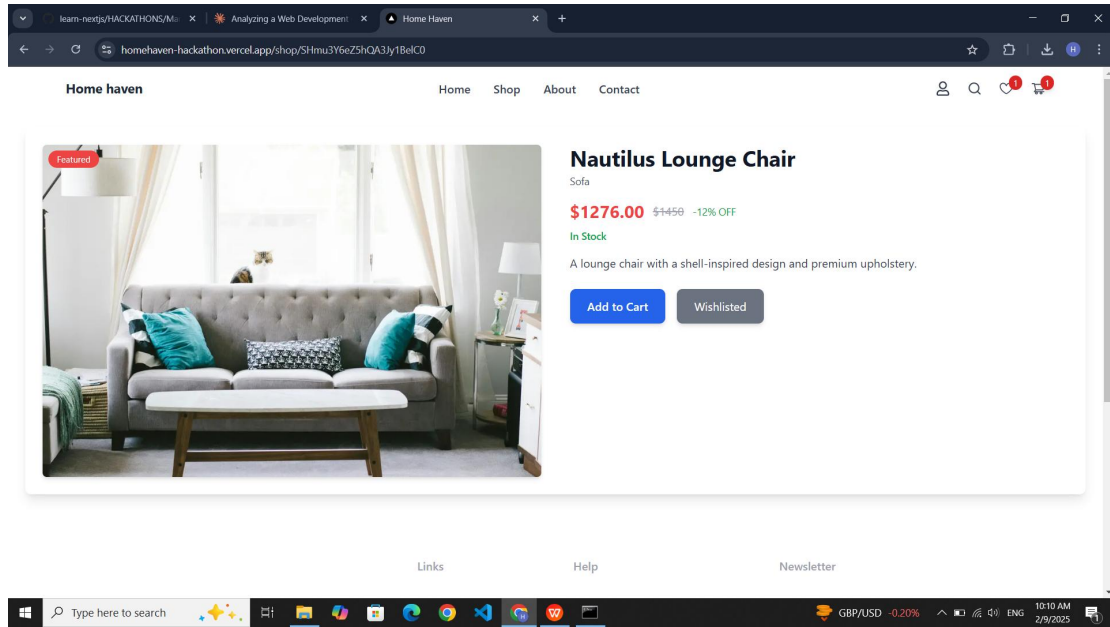 learn-nextjs/HACKATHONS/Mar
Analyzing a Web Development
Home Haven
homehaven-hackathon.vercel.app/shop/SHmu3Y6eZ5hQA3Jy1BelC0
H
Home haven
Home Shop About Contact
1 1
Featured
Nautilus Lounge Chair
Sofa
$1276.00 $1450 -12% OFF
In Stock
A lounge chair with a shell-inspired design and premium upholstery.
Add to Cart Wishlisted
Links Help Newsletter
Type here to search
GBP/USD -0.20%
ENG
10:10 AM
2/9/2025
1